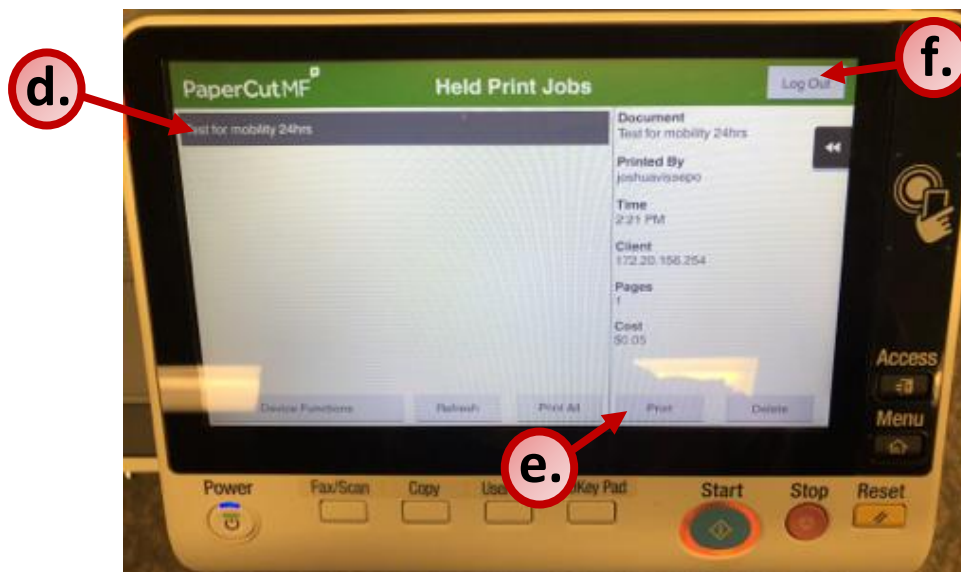 d.
f.
PaperCutMF
Held Print Jobs
Log Out
Test for mobility 24hrs
Document
Test for mobility 24hrs
Printed By
joshuavissepo
Time
2:21 PM
Client
172.20.156.254
Pages
1
Cost
$0.05
Access
Device Functions
Refresh
Print All
Print
Delete
Menu
e.
Power
Fax/Scan
Copy
User
Key Pad
Start
Stop
Reset